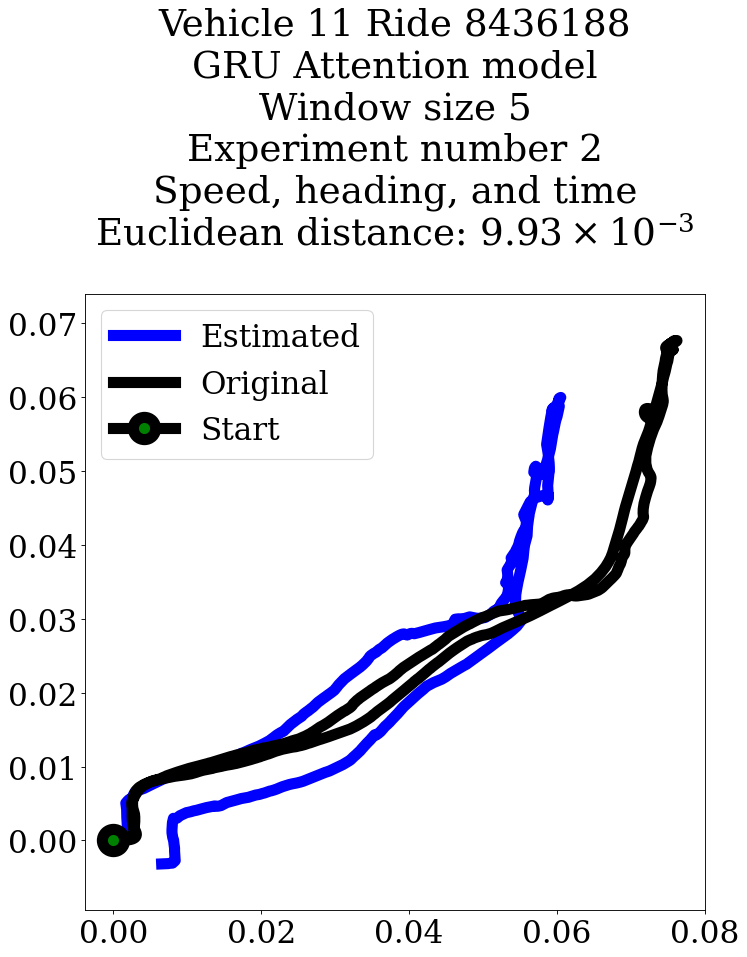 Vehicle 11 Ride 8436188
GRU Attention model
Window size 5
Experiment number 2
Speed, heading, and time
Euclidean distance: 9.93 × 10⁻³
Estimated
Original
Start
0.07
0.06
0.05
0.04
0.03
0.02
0.01
0.00
0.00 0.02 0.04 0.06 0.08